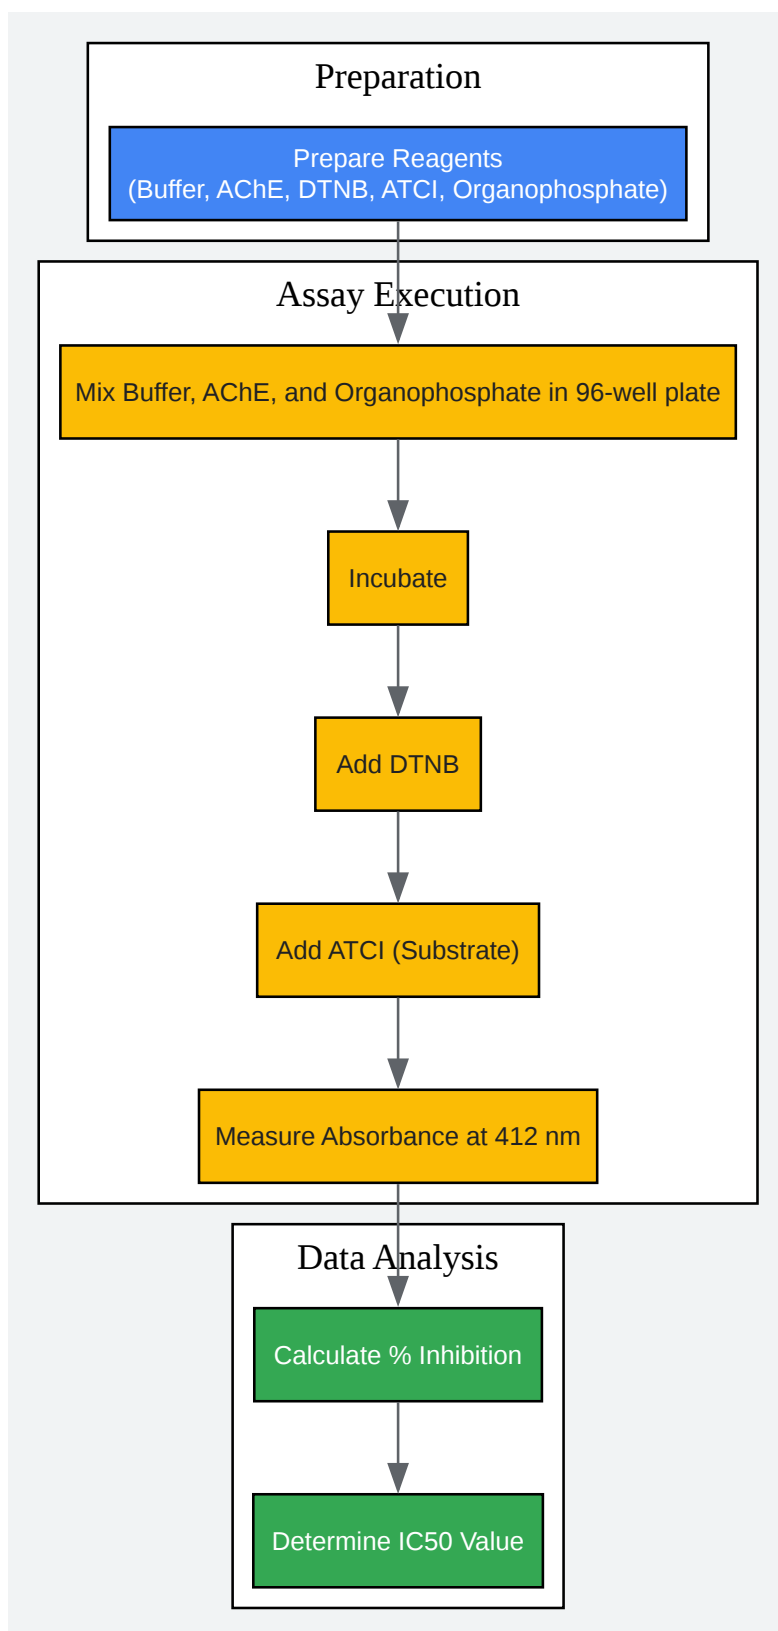 Preparation
Prepare Reagents
(Buffer, AChE, DTNB, ATCI, Organophosphate)
Assay Execution
Mix Buffer, AChE, and Organophosphate in 96-well plate
Incubate
Add DTNB
Add ATCI (Substrate)
Measure Absorbance at 412 nm
Data Analysis
Calculate % Inhibition
Determine IC50 Value